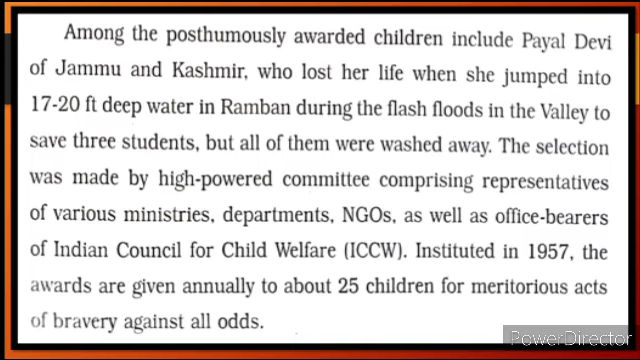 Among the posthumously awarded children include Payal Devi
of Jammu and Kashmir, who lost her life when she jumped into
17-20 ft deep water in Ramban during the flash floods in the Valley to
save three students, but all of them were washed away. The selection
was made by high-powered committee comprising representatives
of various ministries, departments, NGOs, as well as office-bearers
of Indian Council for Child Welfare (ICCW). Instituted in 1957, the
awards are given annually to about 25 children for meritorious acts
of bravery against all odds.
PowerDirector